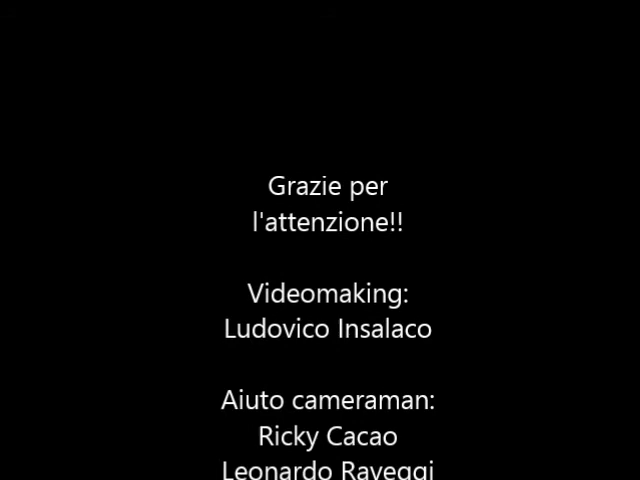 Grazie per
l'attenzione!!
Videomaking:
Ludovico Insalaco
Aiuto cameraman:
Ricky Cacao
Leonardo Raveggi